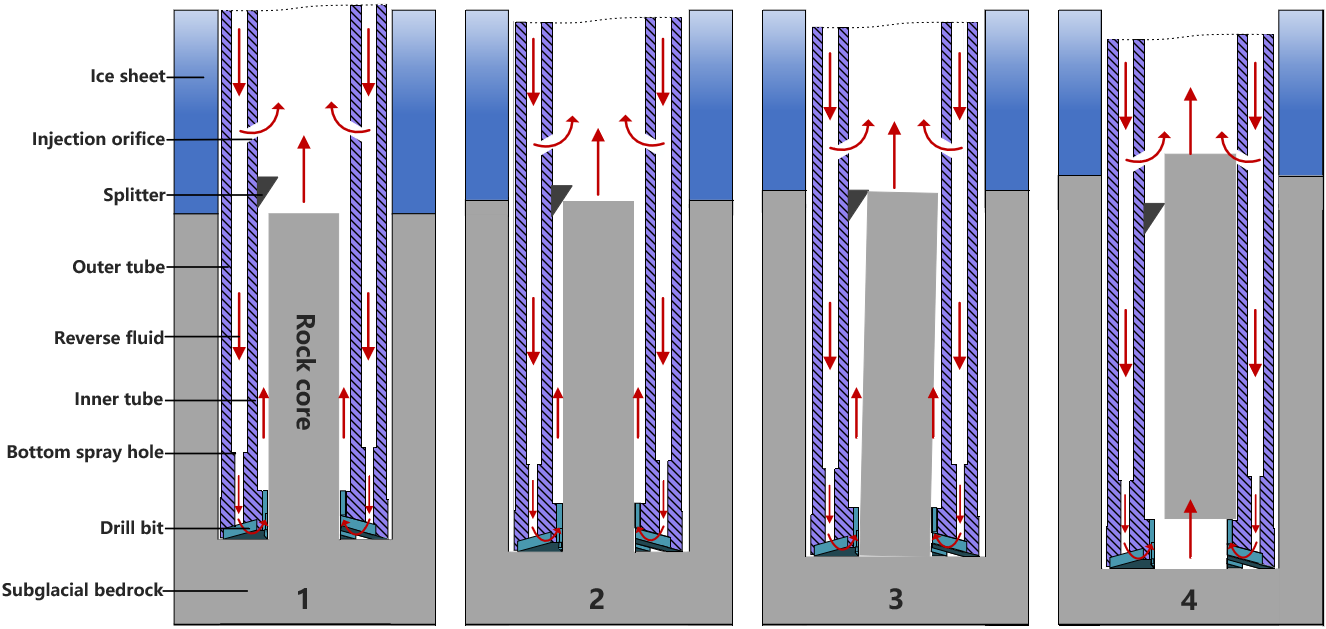 Ice sheet
Injection orifice
Splitter
Outer tube
Reverse fluid
Inner tube
Bottom spray hole
Drill bit
Subglacial bedrock
Rock core
1
2
3
4